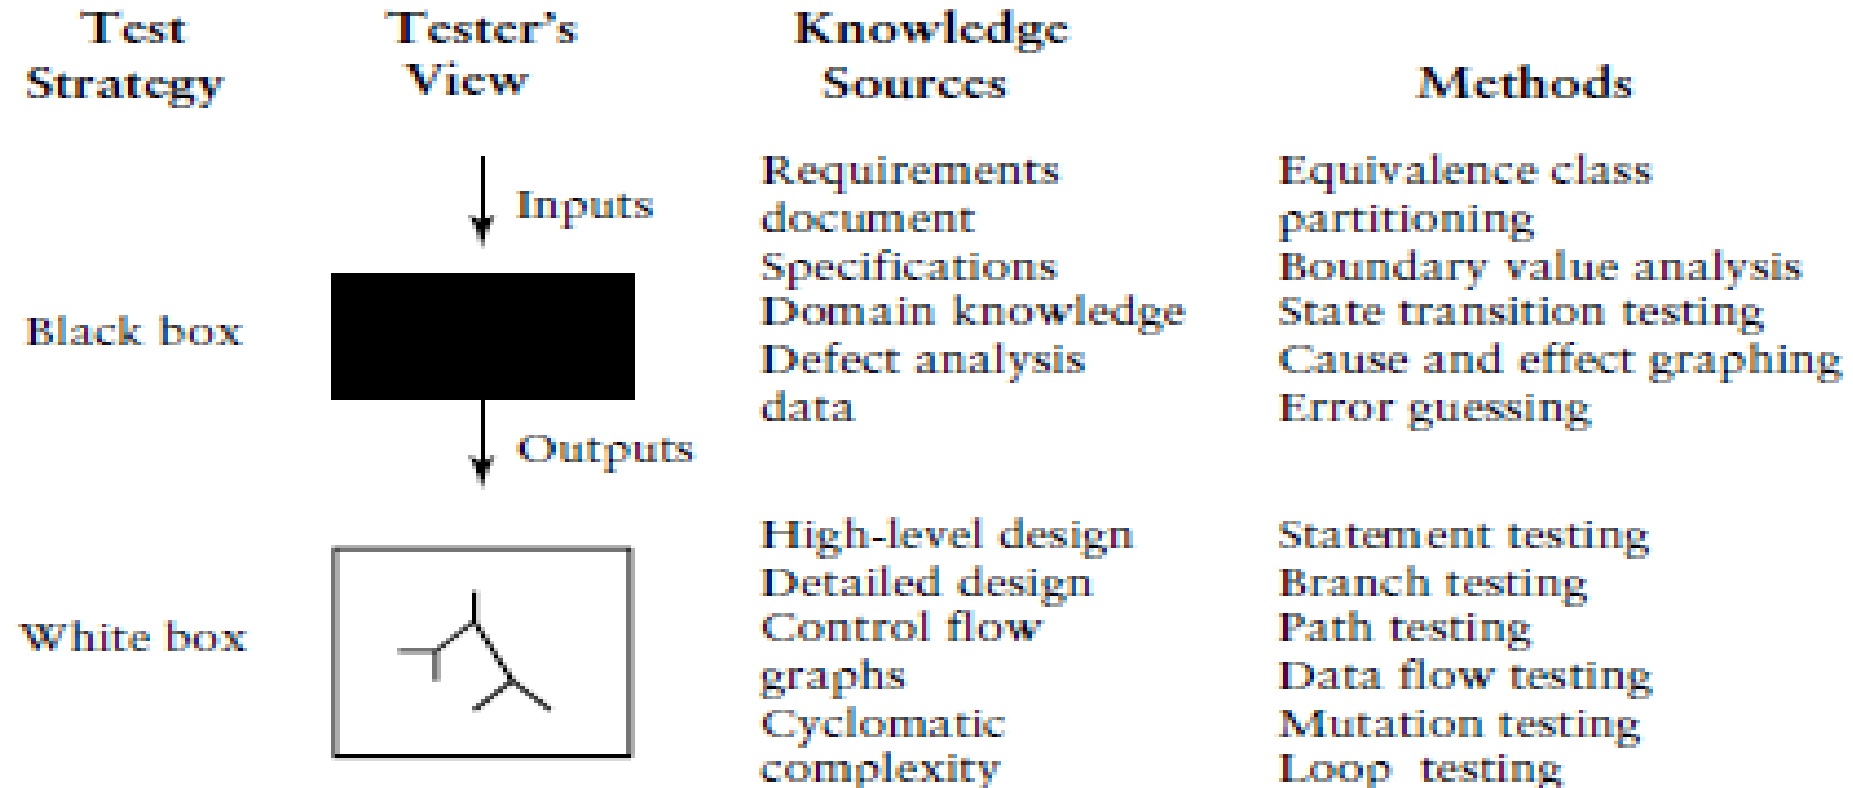 Test
Strategy
Tester's
View
Knowledge
Sources
Methods
Black box
Inputs
Outputs
Requirements
document
Specifications
Domain knowledge
Defect analysis
data
Equivalence class
partitioning
Boundary value analysis
State transition testing
Cause and effect graphing
Error guessing
White box
High-level design
Detailed design
Control flow
graphs
Cyclomatic
complexity
Statement testing
Branch testing
Path testing
Data flow testing
Mutation testing
Loop testing